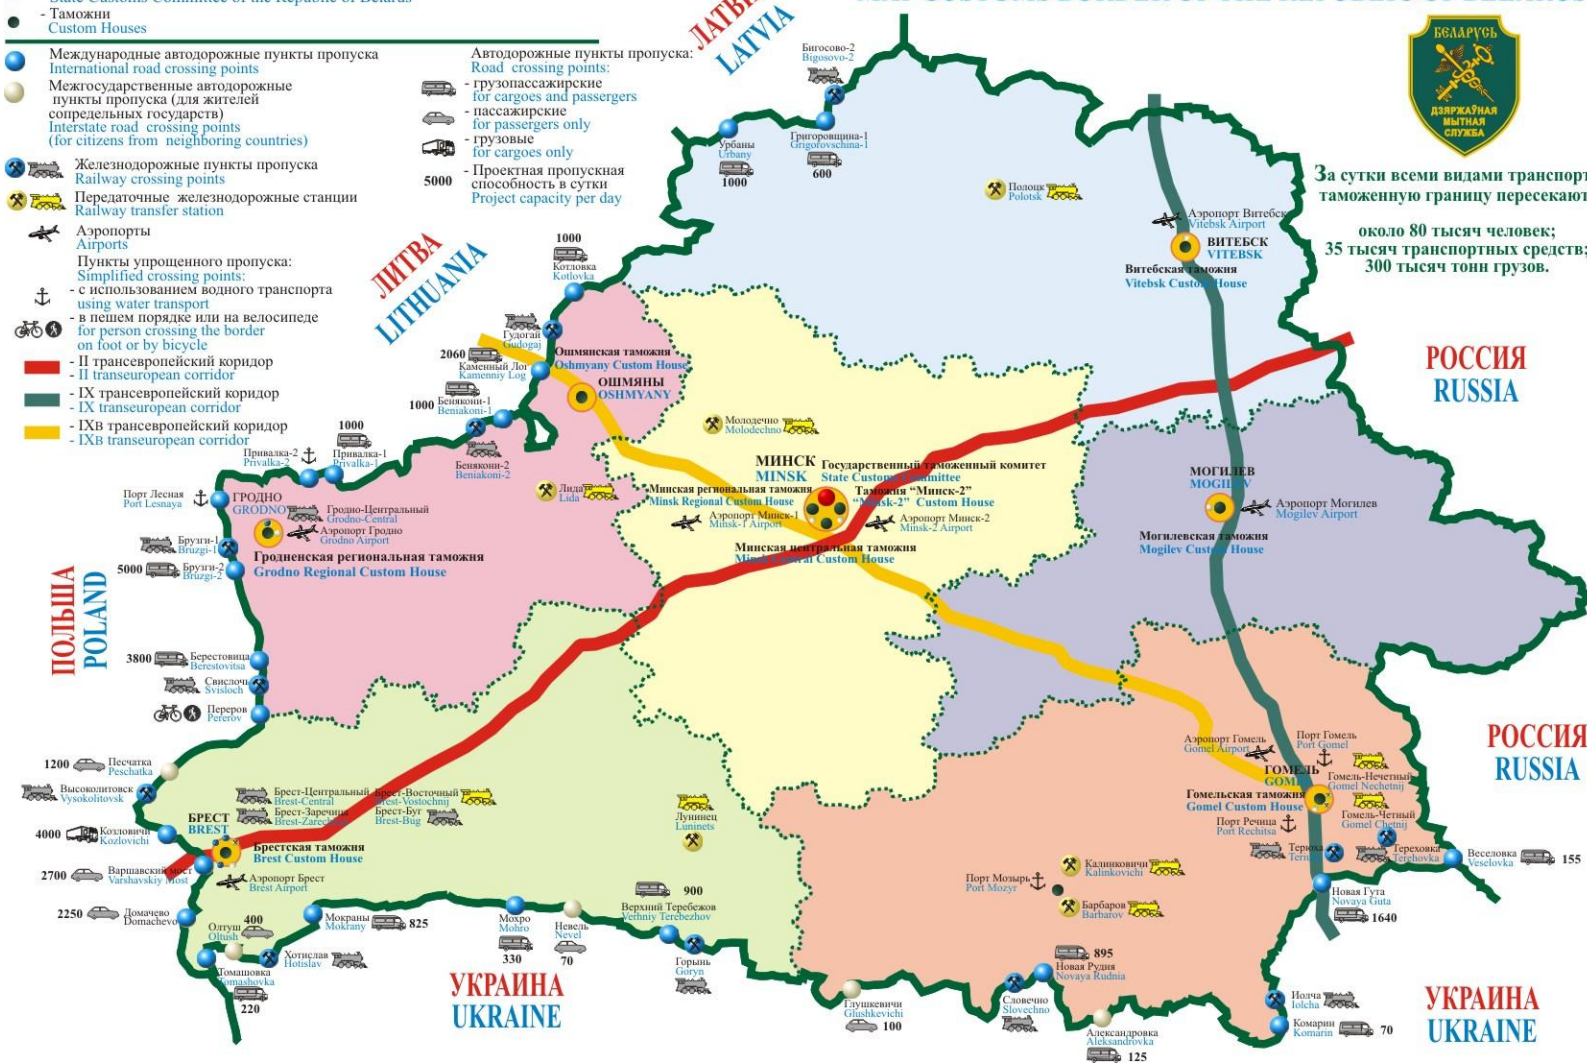 - Таможни
Custom Houses
Международные автодорожные пункты пропуска
International road crossing points
Межгосударственные автодорожные
пункты пропуска (для жителей
сопредельных государств)
Interstate road crossing points
(for citizens from neighboring countries)
Железнодорожные пункты пропуска
Railway crossing points
Передаточные железнодорожные станции
Railway transfer station
Аэропорты
Airports
Пункты упрощенного пропуска:
Simplified crossing points:
- с использованием водного транспорта
using water transport
- в пешем порядке или на велосипеде
for person crossing the border
on foot or by bicycle
- II трансевропейский коридор
- II transeuropean corridor
- IX трансевропейский коридор
- IX transeuropean corridor
- IXв трансевропейский коридор
- IXв transeuropean corridor
Автодорожные пункты пропуска:
Road crossing points:
- грузопассажирские
for cargoes and passergers
- пассажирские
for passergers only
- грузовые
for cargoes only
5000 - Проектная пропускная
способность в сутки
Project capacity per day
БЕЛАРУСЬ
ДЗЯРЖАЎНАЯ
МЫТНАЯ
СЛУЖБА
За сутки всеми видами транспорт
таможенную границу пересекают
около 80 тысяч человек;
35 тысяч транспортных средств;
300 тысяч тонн грузов.
LATVIA
ЛИТВА
LITHUANIA
ПОЛЬША
POLAND
РОССИЯ
RUSSIA
РОССИЯ
RUSSIA
УКРАИНА
UKRAINE
УКРАИНА
UKRAINE
Бигосово-2
Bigosovo-2
Григоровщина-1
Grigorovschina-1
600
Урбаны
Urbany
1000
Полоцк
Polotsk
Аэропорт Витебск
Vitebsk Airport
ВИТЕБСК
VITEBSK
Витебская таможня
Vitebsk Custom House
1000
Котловка
Kotlovka
Гудогай
Gudogaj
2060
Каменный Лог
Kamenniy Log
Ошмянская таможня
Oshmyany Custom House
ОШМЯНЫ
OSHMYANY
1000
Бенякони-1
Beniakoni-1
Бенякони-2
Beniakoni-2
Молодечно
Molodechno
Лида
Lida
МИНСК
MINSK
Государственный таможенный комитет
State Customs Committee
Минская региональная таможня
Minsk Regional Custom House
Таможня “Минск-2”
“Minsk-2” Custom House
Аэропорт Минск-1
Minsk-1 Airport
Аэропорт Минск-2
Minsk-2 Airport
Минская центральная таможня
Minsk Central Custom House
МОГИЛЕВ
MOGILEV
Аэропорт Могилев
Mogilev Airport
Могилевская таможня
Mogilev Custom House
1000
Привалка-2
Privalka-2
Привалка-1
Privalka-1
Порт Лесная
Port Lesnaya
ГРОДНО
GRODNO
Гродно-Центральный
Grodno-Central
Аэропорт Гродно
Grodno Airport
Гродненская региональная таможня
Grodno Regional Custom House
Брузги-1
Bruzgi-1
5000
Брузги-2
Bruzgi-2
3800
Берестовица
Berestovitsa
Свислочь
Svisloch
Переров
Pererov
1200
Песчатка
Peschatka
Высоколитовск
Vysokolitovsk
4000
Козловичи
Kozlovichi
2700
Варшавский мост
Varshavskiy Most
2250
Домачево
Domachevo
БРЕСТ
BREST
Брест-Центральный
Brest-Central
Брест-Восточный
Brest-Vostochnij
Брест-Заречица
Brest-Zarechica
Брест-Буг
Brest-Bug
Брестская таможня
Brest Custom House
Аэропорт Брест
Brest Airport
400
Олтуш
Oltush
Томашовка
Tomashovka
220
Хотислав
Hotislav
Мокраны
Mokrany
825
Мохро
Mohro
330
Невель
Nevel
70
900
Верхний Теребежов
Verhniy Terebezhov
Горынь
Goryn
Лунинец
Luninets
Глушкевичи
Glushkevichi
100
Словечно
Slovechno
895
Новая Рудня
Novaya Rudnia
Александровка
Aleksandrovka
125
Порт Мозырь
Port Mozyr
Калинковичи
Kalinkovichi
Барбаров
Barbarov
Аэропорт Гомель
Gomel Airport
Порт Гомель
Port Gomel
ГОМЕЛЬ
Гомельская таможня
Gomel Custom House
Гомель-Нечетный
Gomel Nechetnij
Гомель-Четный
Gomel Chetnij
Порт Речица
Port Rechitsa
Терюха
Тереховка
Terehovka
Веселовка
Veselovka
155
Новая Гута
Novaya Guta
1640
Иолча
Iolcha
Комарин
Komarin
70